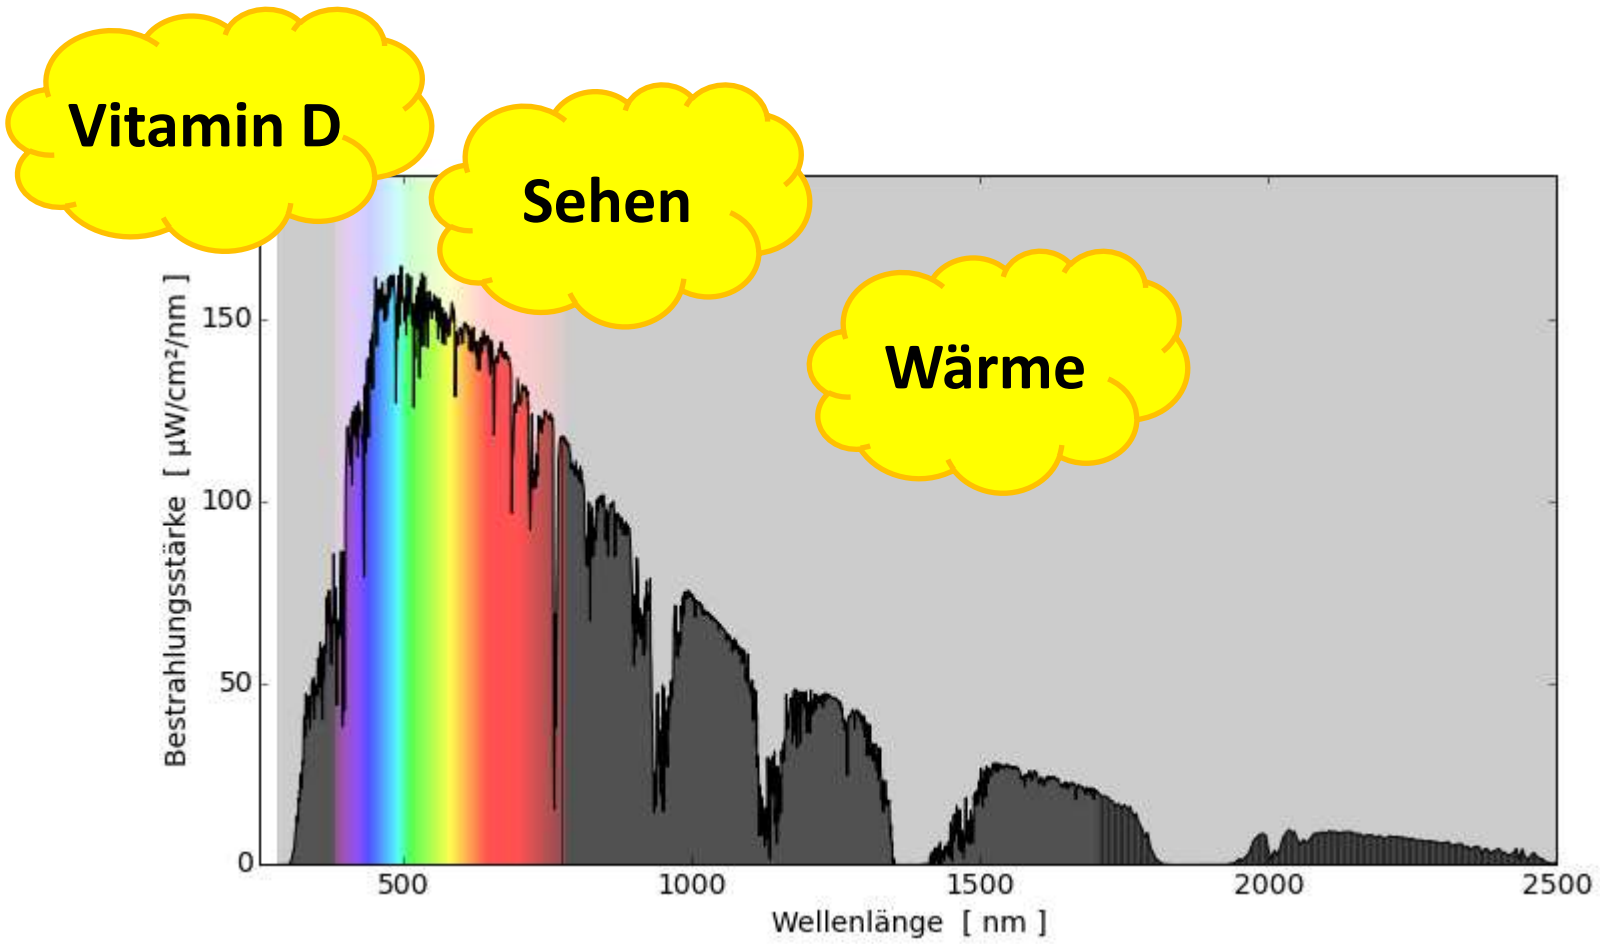 Vitamin D
Sehen
Wärme
Bestrahlungsstärke [ µW/cm²/nm ]
150
100
50
0
500 1000 1500 2000 2500
Wellenlänge [ nm ]